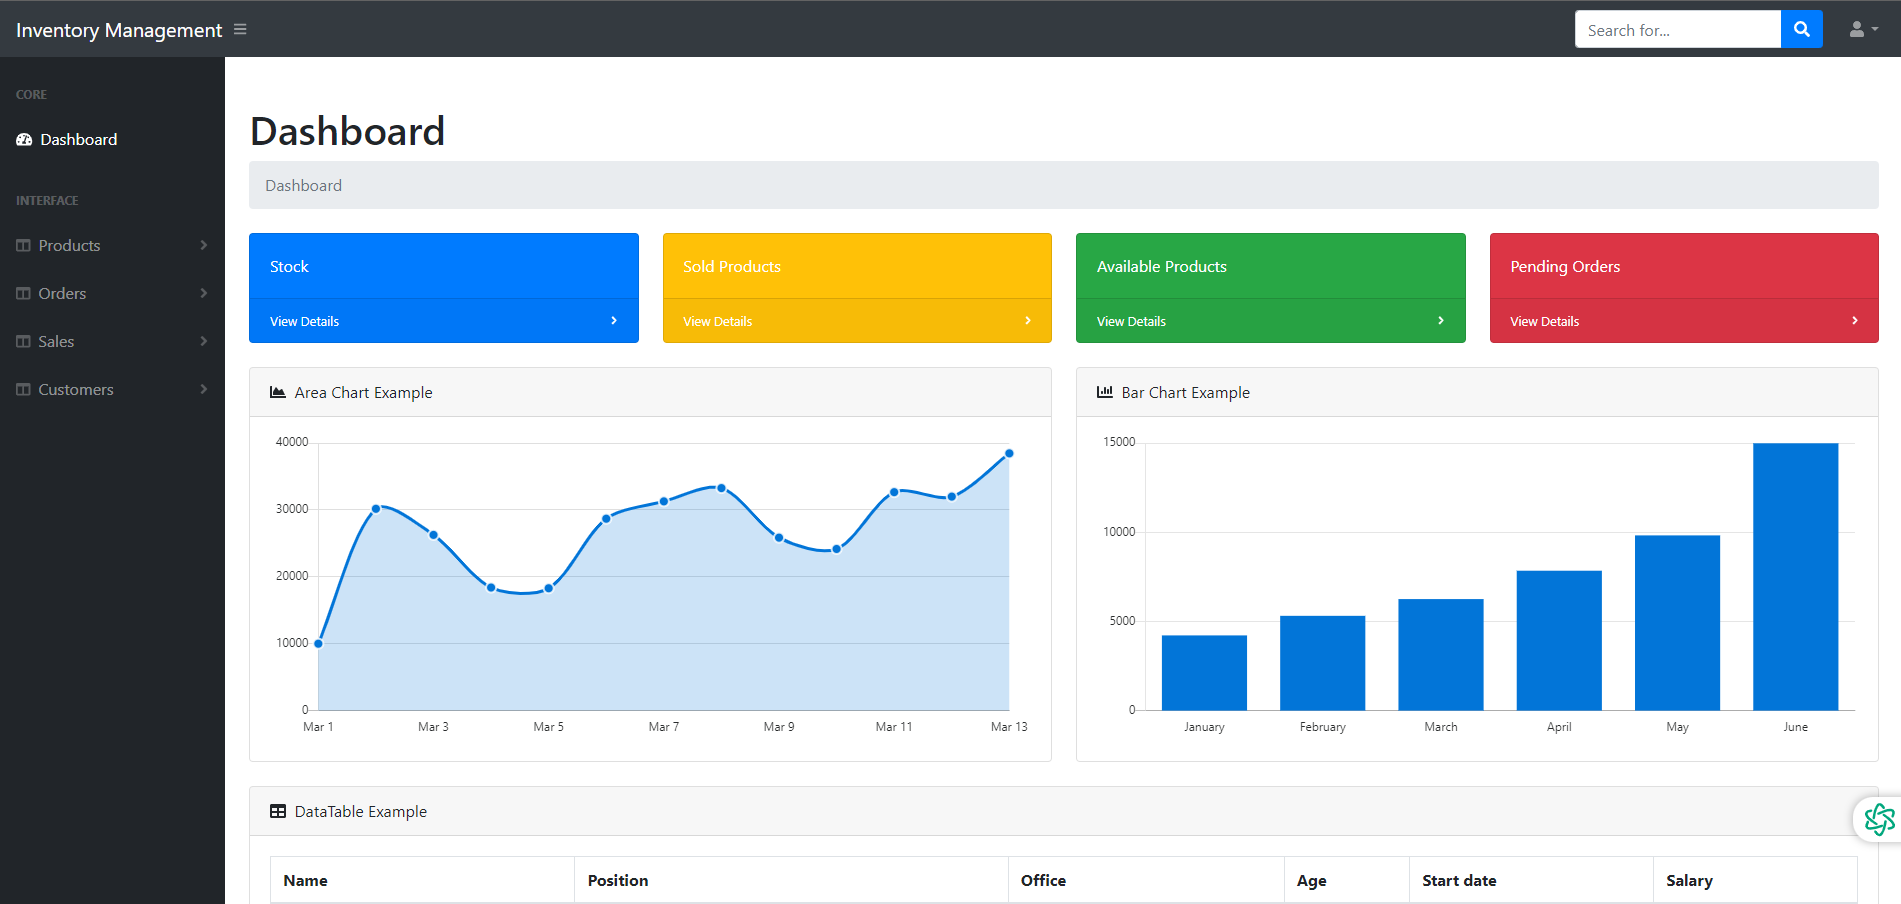 Inventory Management
Search for...
CORE
Dashboard
INTERFACE
Products
Orders
Sales
Customers
Dashboard
Dashboard
Stock
View Details
Sold Products
View Details
Available Products
View Details
Pending Orders
View Details
Area Chart Example
40000
30000
20000
10000
0
Mar 1 Mar 3 Mar 5 Mar 7 Mar 9 Mar 11 Mar 13
Bar Chart Example
15000
10000
5000
0
January February March April May June
DataTable Example
Name Position Office Age Start date Salary